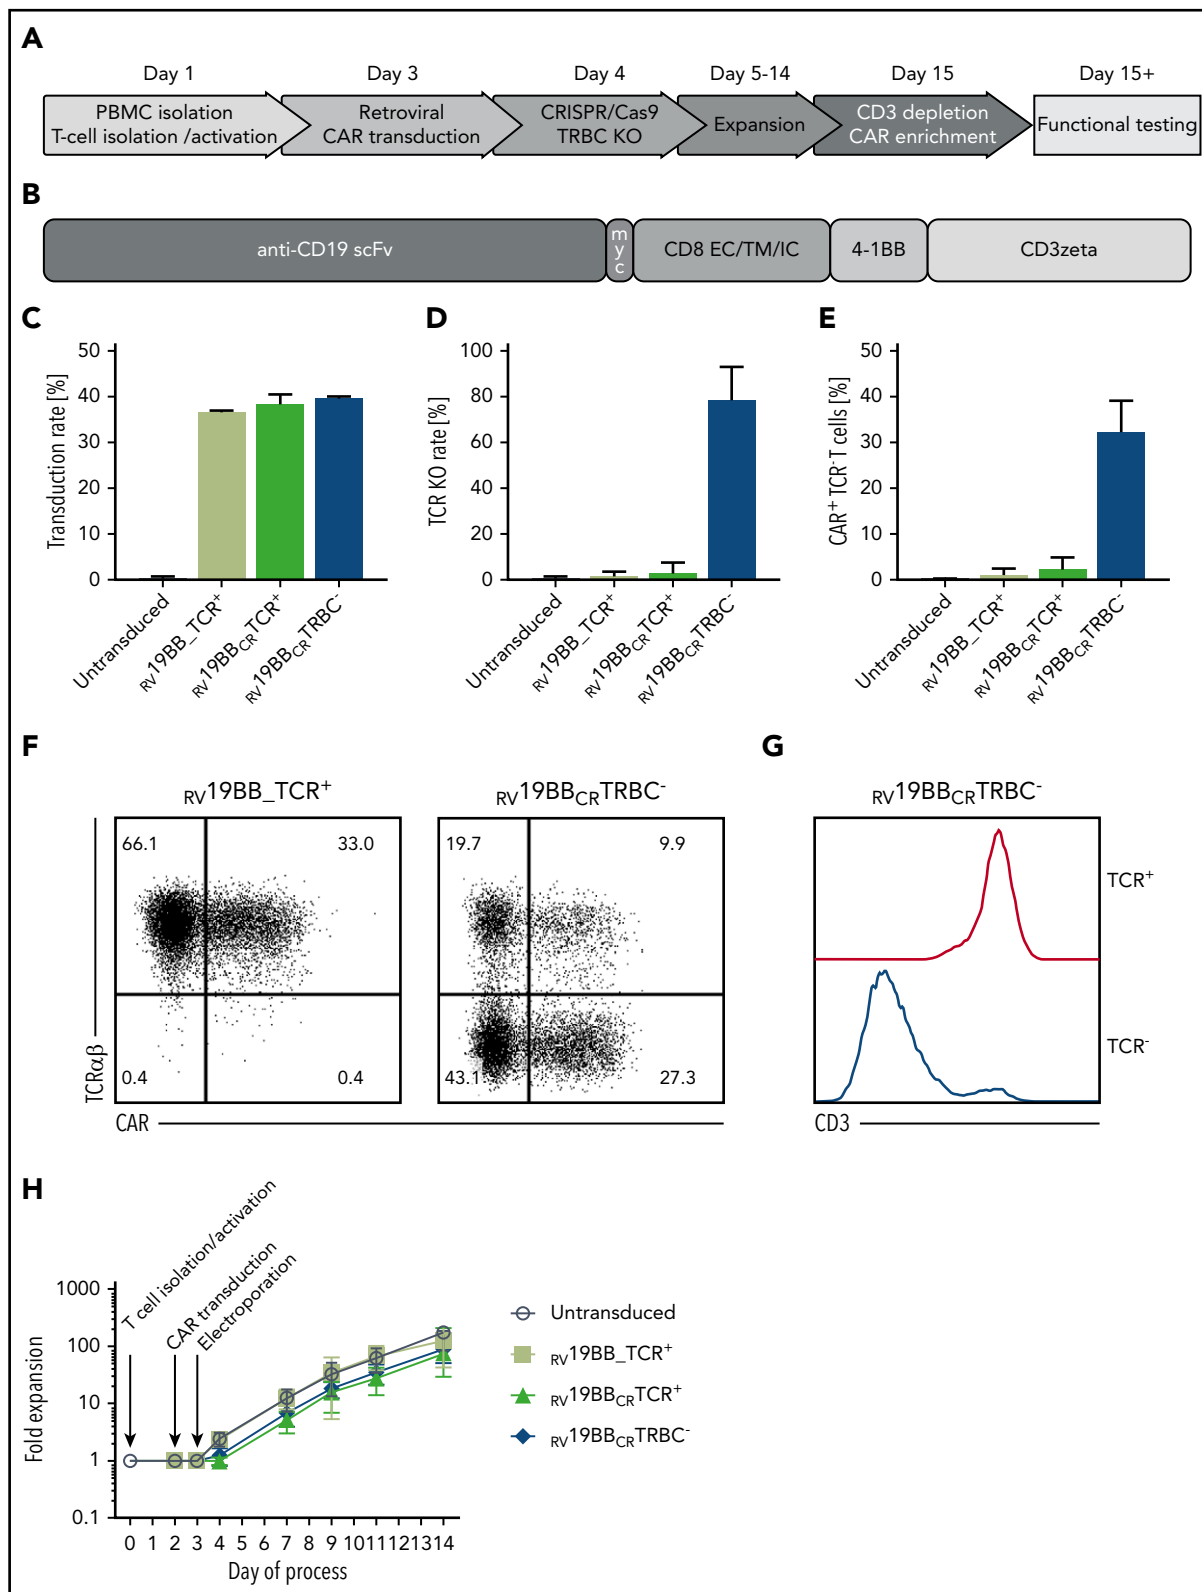 A
Day 1
Day 3
Day 4
Day 5-14
Day 15
Day 15+
PBMC isolation
T-cell isolation /activation
Retroviral
CAR transduction
CRISPR/Cas9
TRBC KO
Expansion
CD3 depletion
CAR enrichment
Functional testing
B
anti-CD19 scFv
myc
CD8 EC/TM/IC
4-1BB
CD3zeta
C
Transduction rate [%]
50
40
30
20
10
0
Untransduced
RV19BB_TCR+
RV19BBCRTCR+
RV19BBCRTRBC-
D
TCR KO rate [%]
100
80
60
40
20
0
Untransduced
RV19BB_TCR+
RV19BBCRTCR+
RV19BBCRTRBC-
E
CAR+ TCR-T cells [%]
50
40
30
20
10
0
Untransduced
RV19BB_TCR+
RV19BBCRTCR+
RV19BBCRTRBC-
F
RV19BB_TCR+
66.1
33.0
0.4
0.4
RV19BBCRTRBC-
19.7
9.9
43.1
27.3
TCRαβ
CAR
G
RV19BBCRTRBC-
TCR+
TCR-
CD3
H
T cell isolation/activation
CAR transduction
Electroporation
Fold expansion
1000
100
10
1
0.1
0 1 2 3 4 5 6 7 8 9 10 11 12 13 14
Day of process
Untransduced
RV19BB_TCR+
RV19BBCRTCR+
RV19BBCRTRBC-